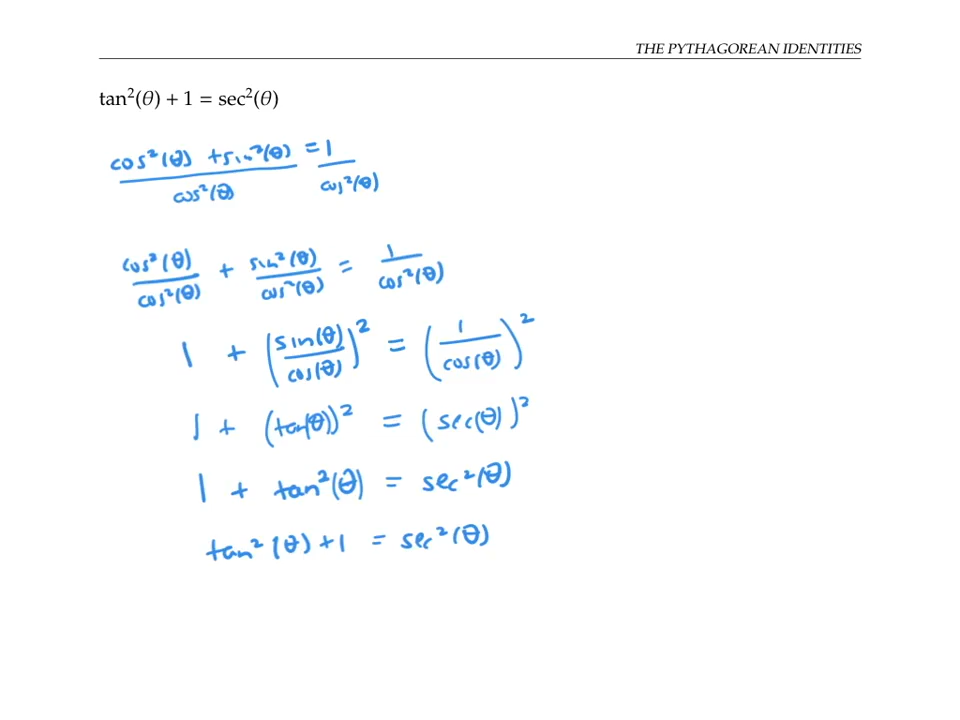 THE PYTHAGOREAN IDENTITIES
tan²(θ) + 1 = sec²(θ)
cos²(θ) + sin²(θ) = 1
cos²(θ) cos²(θ)
cos²(θ)/cos²(θ) + sin²(θ)/cos²(θ) = 1/cos²(θ)
1 + (sin(θ)/cos(θ))² = (1/cos(θ))²
1 + (tan(θ))² = (sec(θ))²
1 + tan²(θ) = sec²(θ)
tan²(θ) + 1 = sec²(θ)